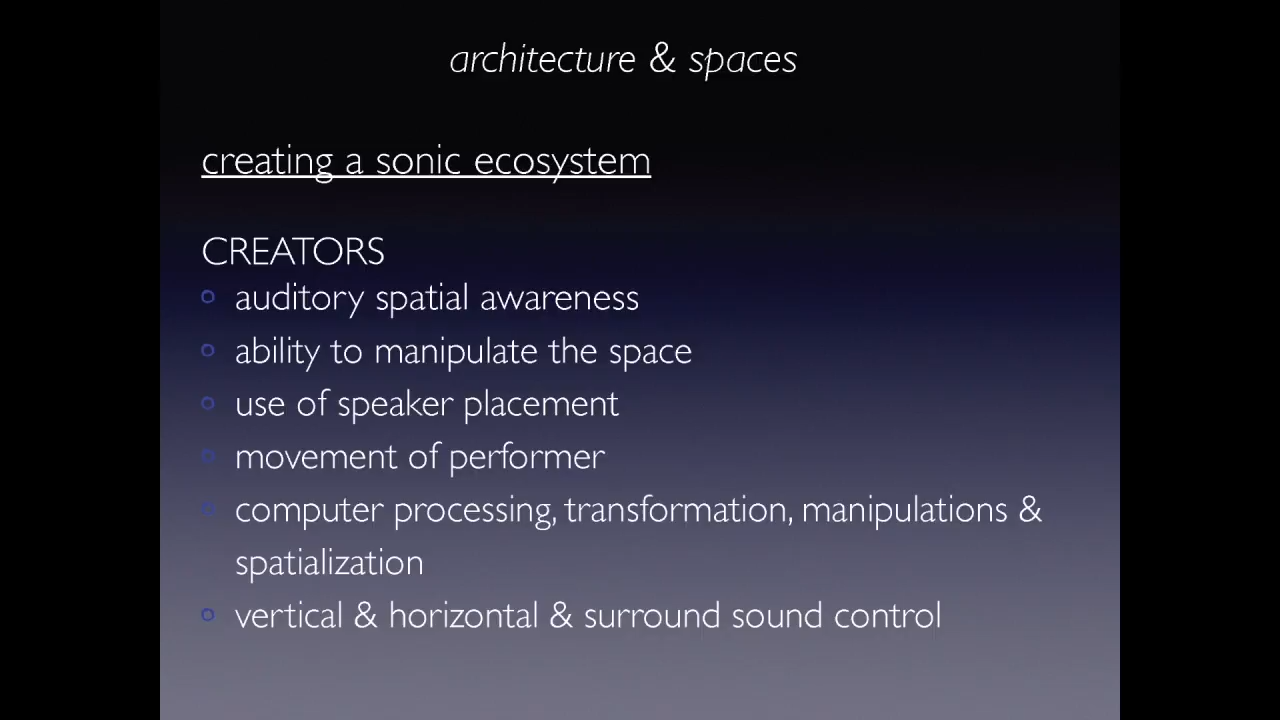 architecture & spaces
creating a sonic ecosystem
CREATORS
auditory spatial awareness
ability to manipulate the space
use of speaker placement
movement of performer
computer processing, transformation, manipulations &
spatialization
vertical & horizontal & surround sound control